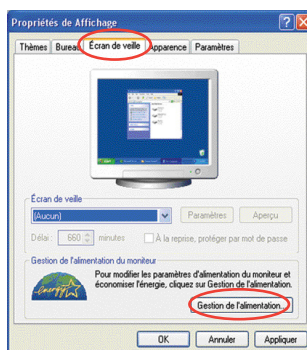 Propriétés de Affichage
Thèmes Bureau Écran de veille Apparence Paramètres
Écran de veille
(Aucun) Paramètres Aperçu
Délai : 660 minutes À la reprise, protéger par mot de passe
Gestion de l'alimentation du moniteur
Pour modifier les paramètres d'alimentation du moniteur et
économiser l'énergie, cliquez sur Gestion de l'alimentation.
energy
Gestion de l'alimentation...
OK Annuler Appliquer